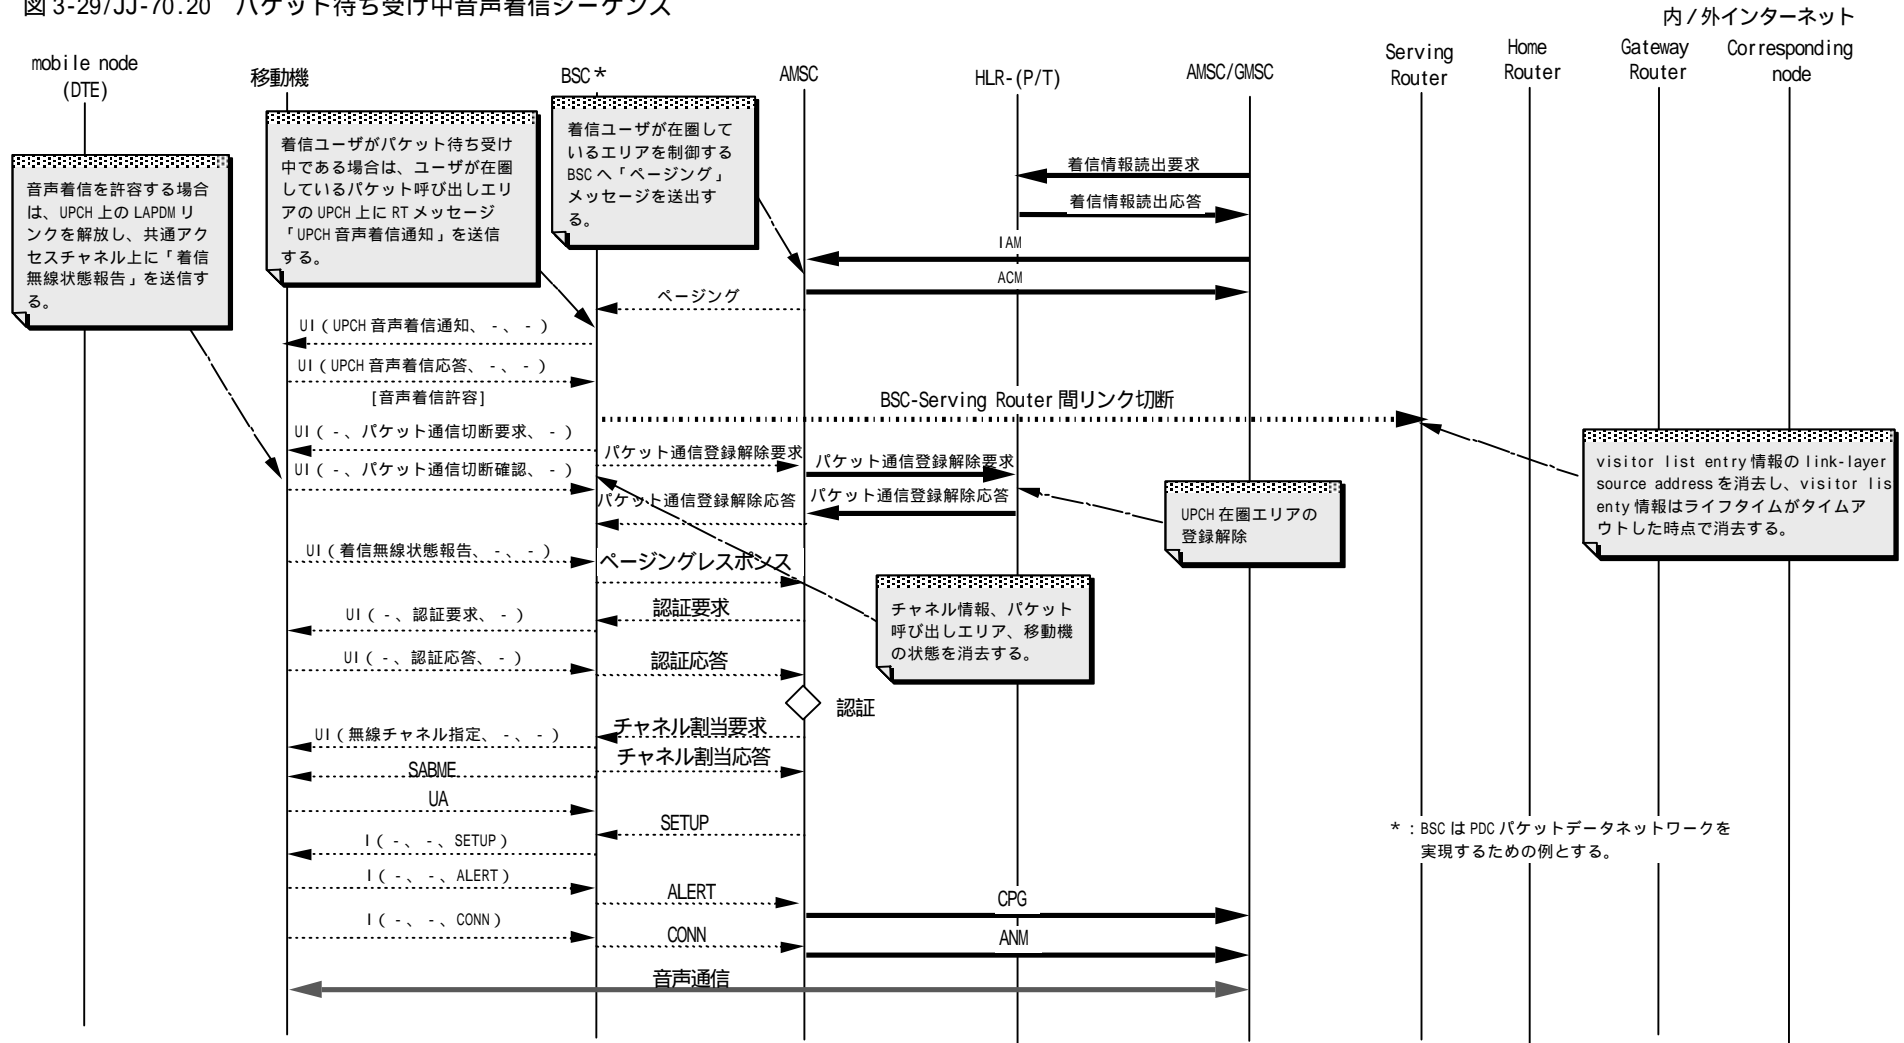 図 3-29/JJ-70.20 パケット待ち受け中音声着信シーケンス
内/外インターネット
mobile node
(DTE)
移動機
BSC*
AMSC
HLR-(P/T)
AMSC/GMSC
Serving
Router
Home
Router
Gateway
Router
Corresponding
node
音声着信を許容する場合
は、UPCH 上の LAPDM リ
ンクを解放し、共通アク
セスチャネル上に「着信
無線状態報告」を送信す
る。
着信ユーザがパケット待ち受け
中である場合は、ユーザが在圏
しているパケット呼び出しエリ
アの UPCH 上に RT メッセージ
「UPCH 音声着信通知」を送信
する。
着信ユーザが在圏して
いるエリアを制御する
BSC へ「ページング」
メッセージを送出す
る。
着信情報読出要求
着信情報読出応答
IAM
ACM
ページング
UI(UPCH 音声着信通知、-、-)
UI(UPCH 音声着信応答、-、-)
[音声着信許容]
BSC-Serving Router 間リンク切断
UI(-、パケット通信切断要求、-)
パケット通信登録解除要求
パケット通信登録解除要求
UI(-、パケット通信切断確認、-)
パケット通信登録解除応答
パケット通信登録解除応答
UPCH 在圏エリアの
登録解除
visitor list entry 情報の link-layer
source address を消去し、visitor lis
enty 情報はライフタイムがタイムア
ウトした時点で消去する。
UI(着信無線状態報告、-、-)
ページングレスポンス
チャネル情報、パケット
呼び出しエリア、移動機
の状態を消去する。
認証要求
UI(-、認証要求、-)
UI(-、認証応答、-)
認証応答
認証
チャネル割当要求
UI(無線チャネル指定、-、-)
チャネル割当応答
SABME
UA
SETUP
I(-、-、SETUP)
I(-、-、ALERT)
ALERT
CPG
I(-、-、CONN)
CONN
ANM
音声通信
*:BSC は PDC パケットデータネットワークを
実現するための例とする。